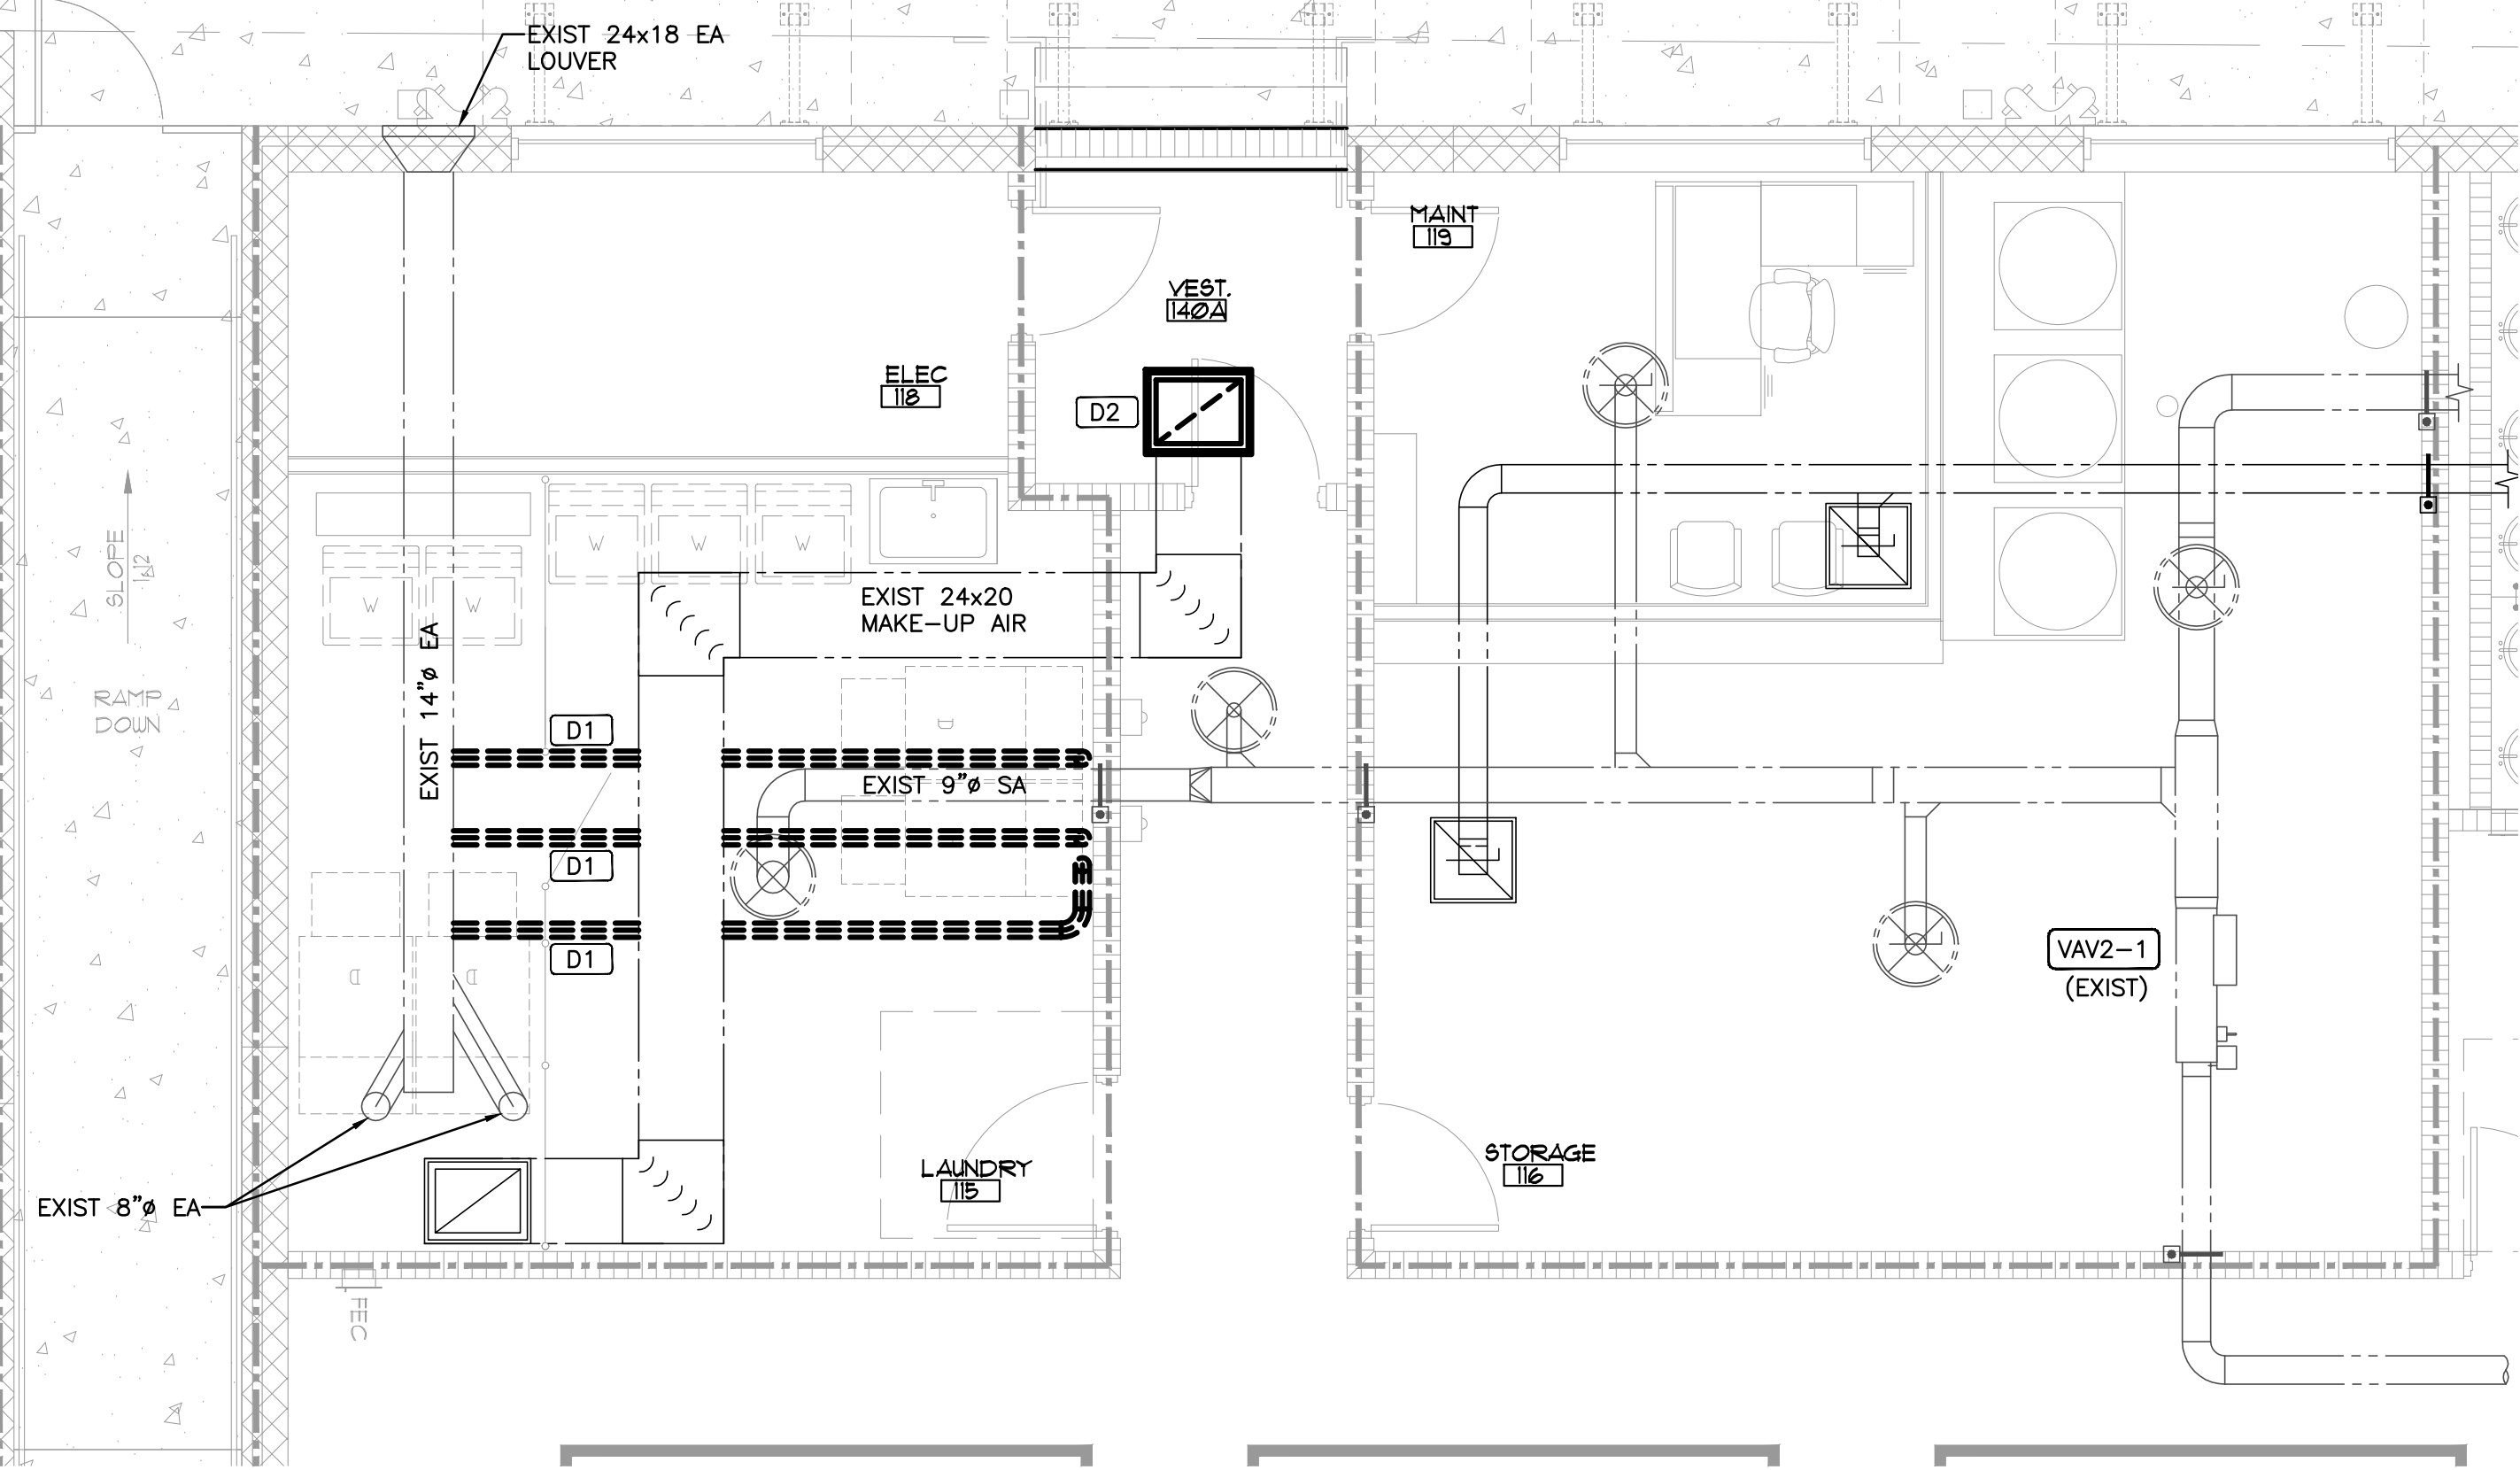 EXIST 24x18 EA
LOUVER
MAINT
119
VEST.
140A
ELEC
118
D2
SLOPE
1:12
W
W
W
W
W
EXIST 24x20
MAKE-UP AIR
EXIST 14"ø EA
RAMP
DOWN
D1
D
EXIST 9"ø SA
D1
D1
D
D
VAV2-1
(EXIST)
LAUNDRY
115
STORAGE
116
EXIST 8"ø EA
FEC